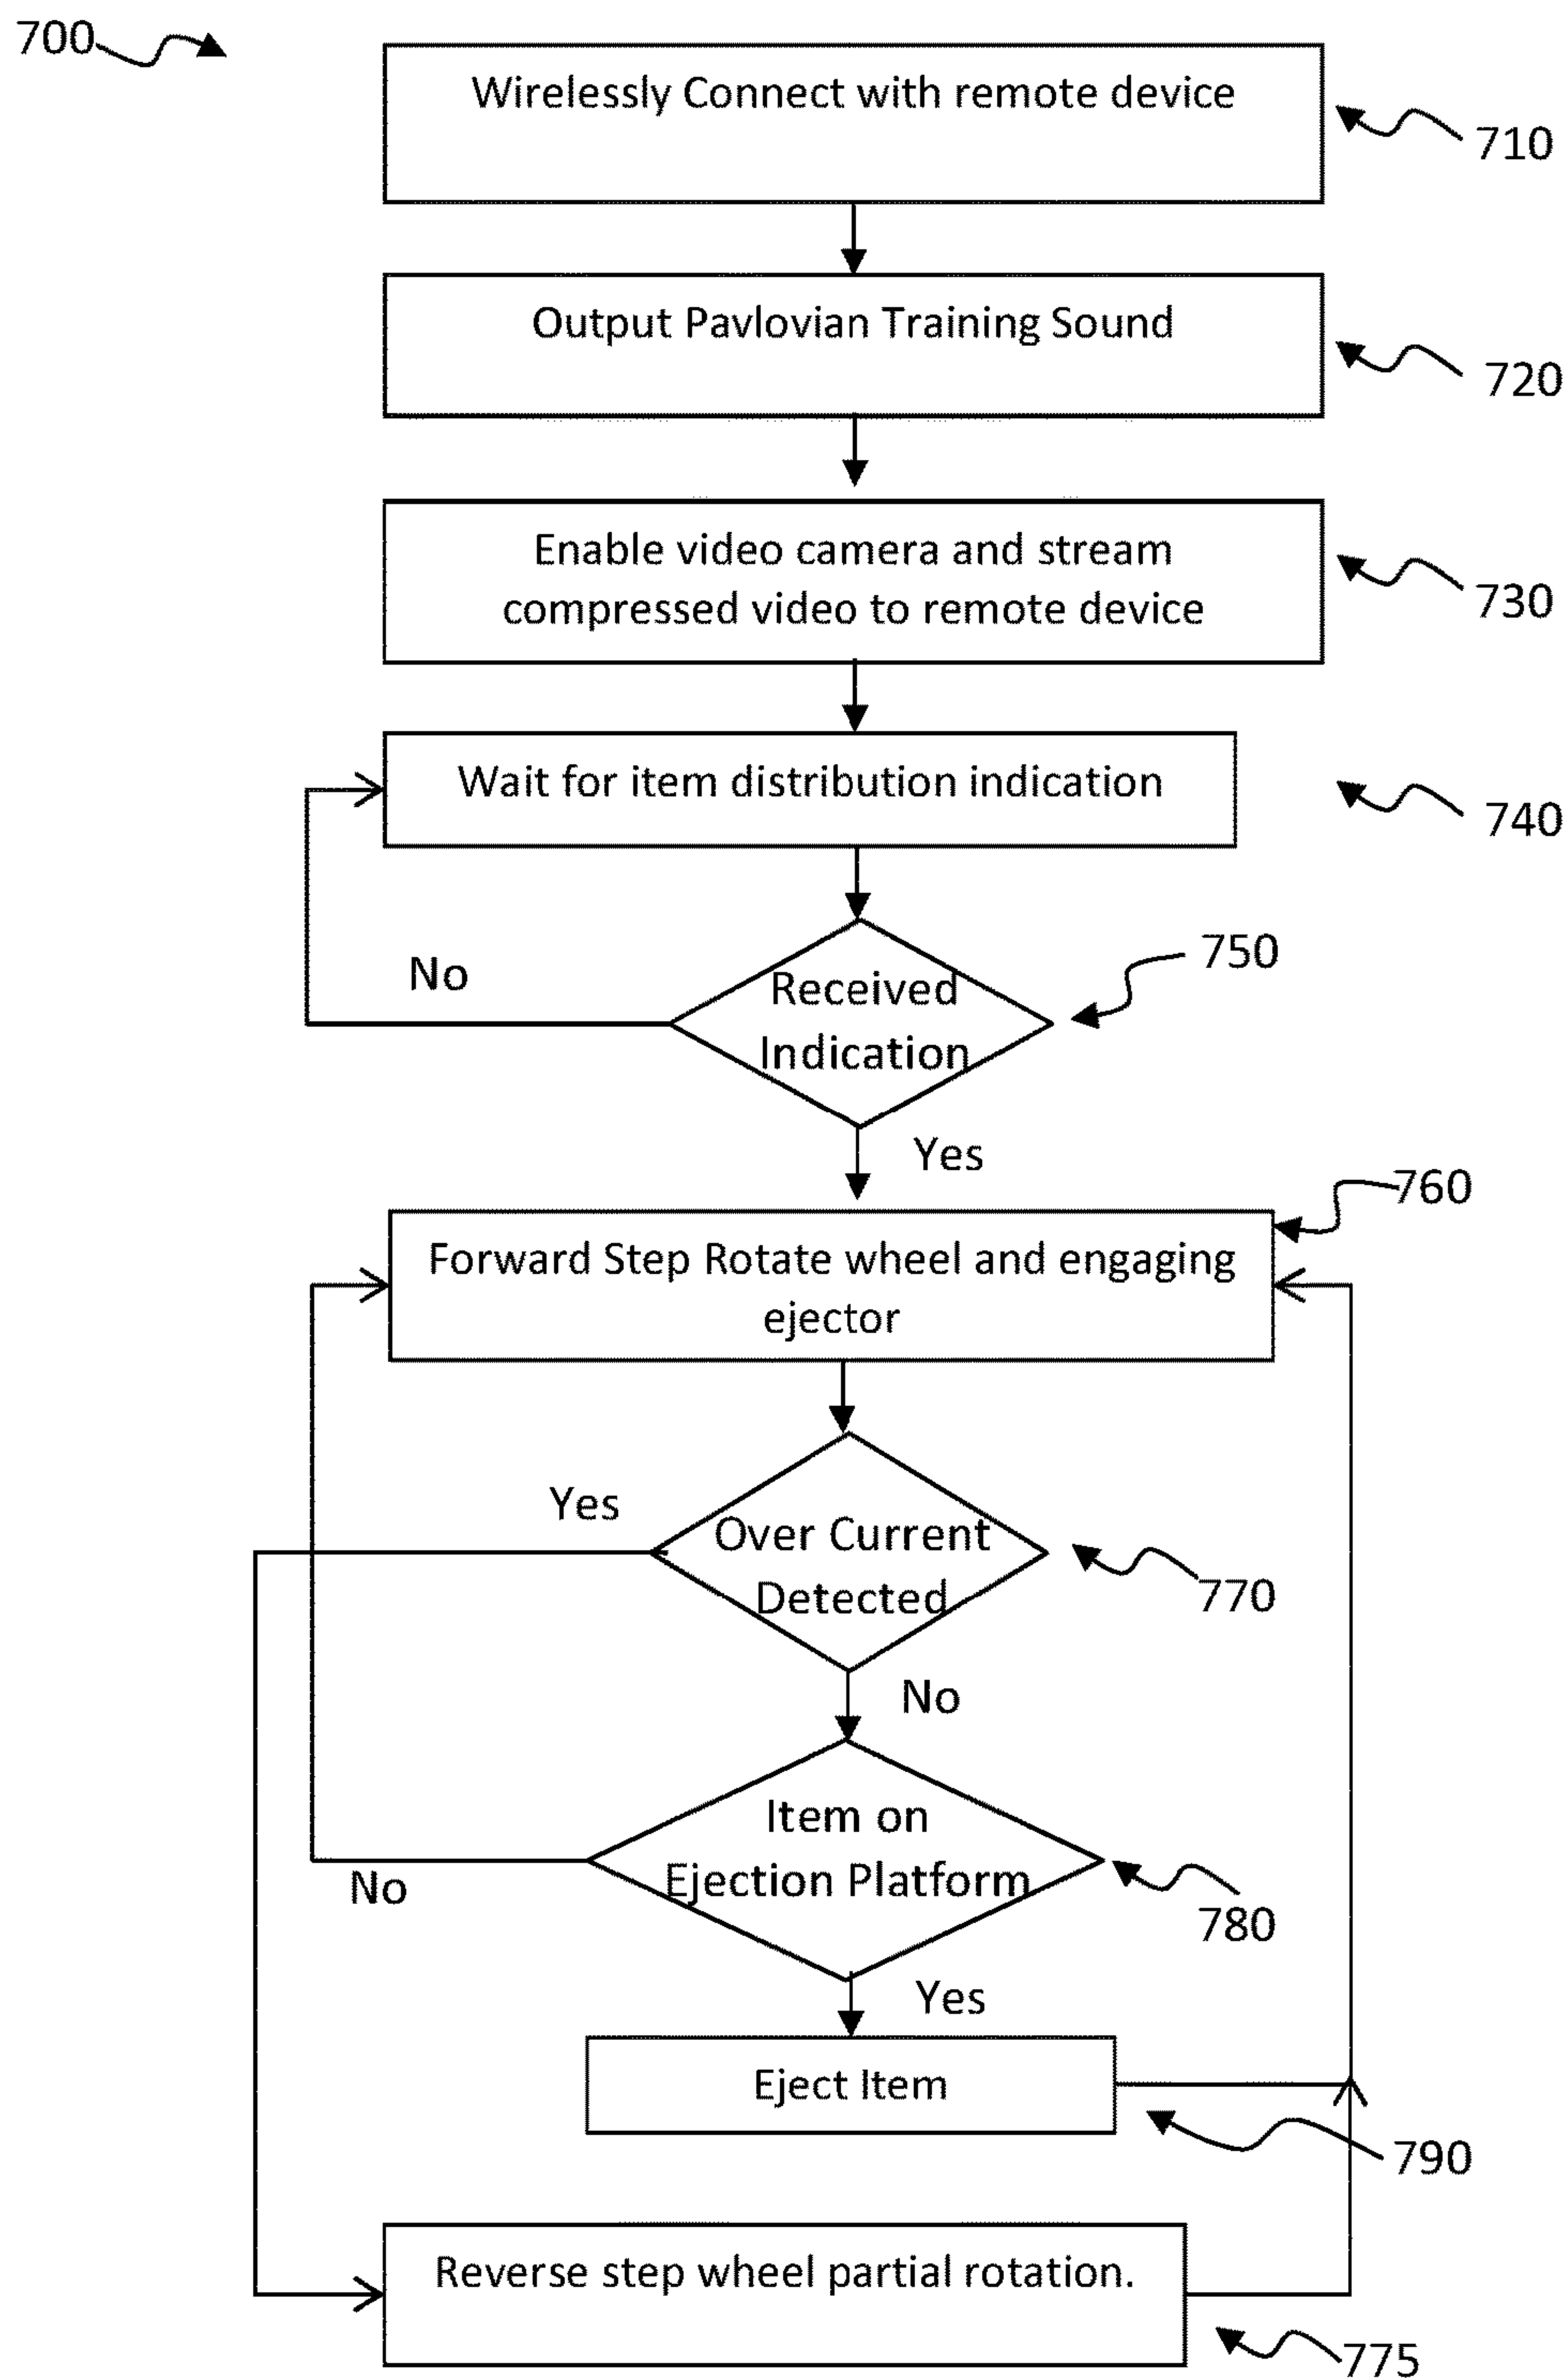 700
Wirelessly Connect with remote device
710
Output Pavlovian Training Sound
720
Enable video camera and stream
compressed video to remote device
730
Wait for item distribution indication
740
Received
Indication
750
No
Yes
760
Forward Step Rotate wheel and engaging
ejector
Yes
Over Current
Detected
770
No
Item on
Ejection Platform
No
780
Yes
Eject Item
790
Reverse step wheel partial rotation.
775